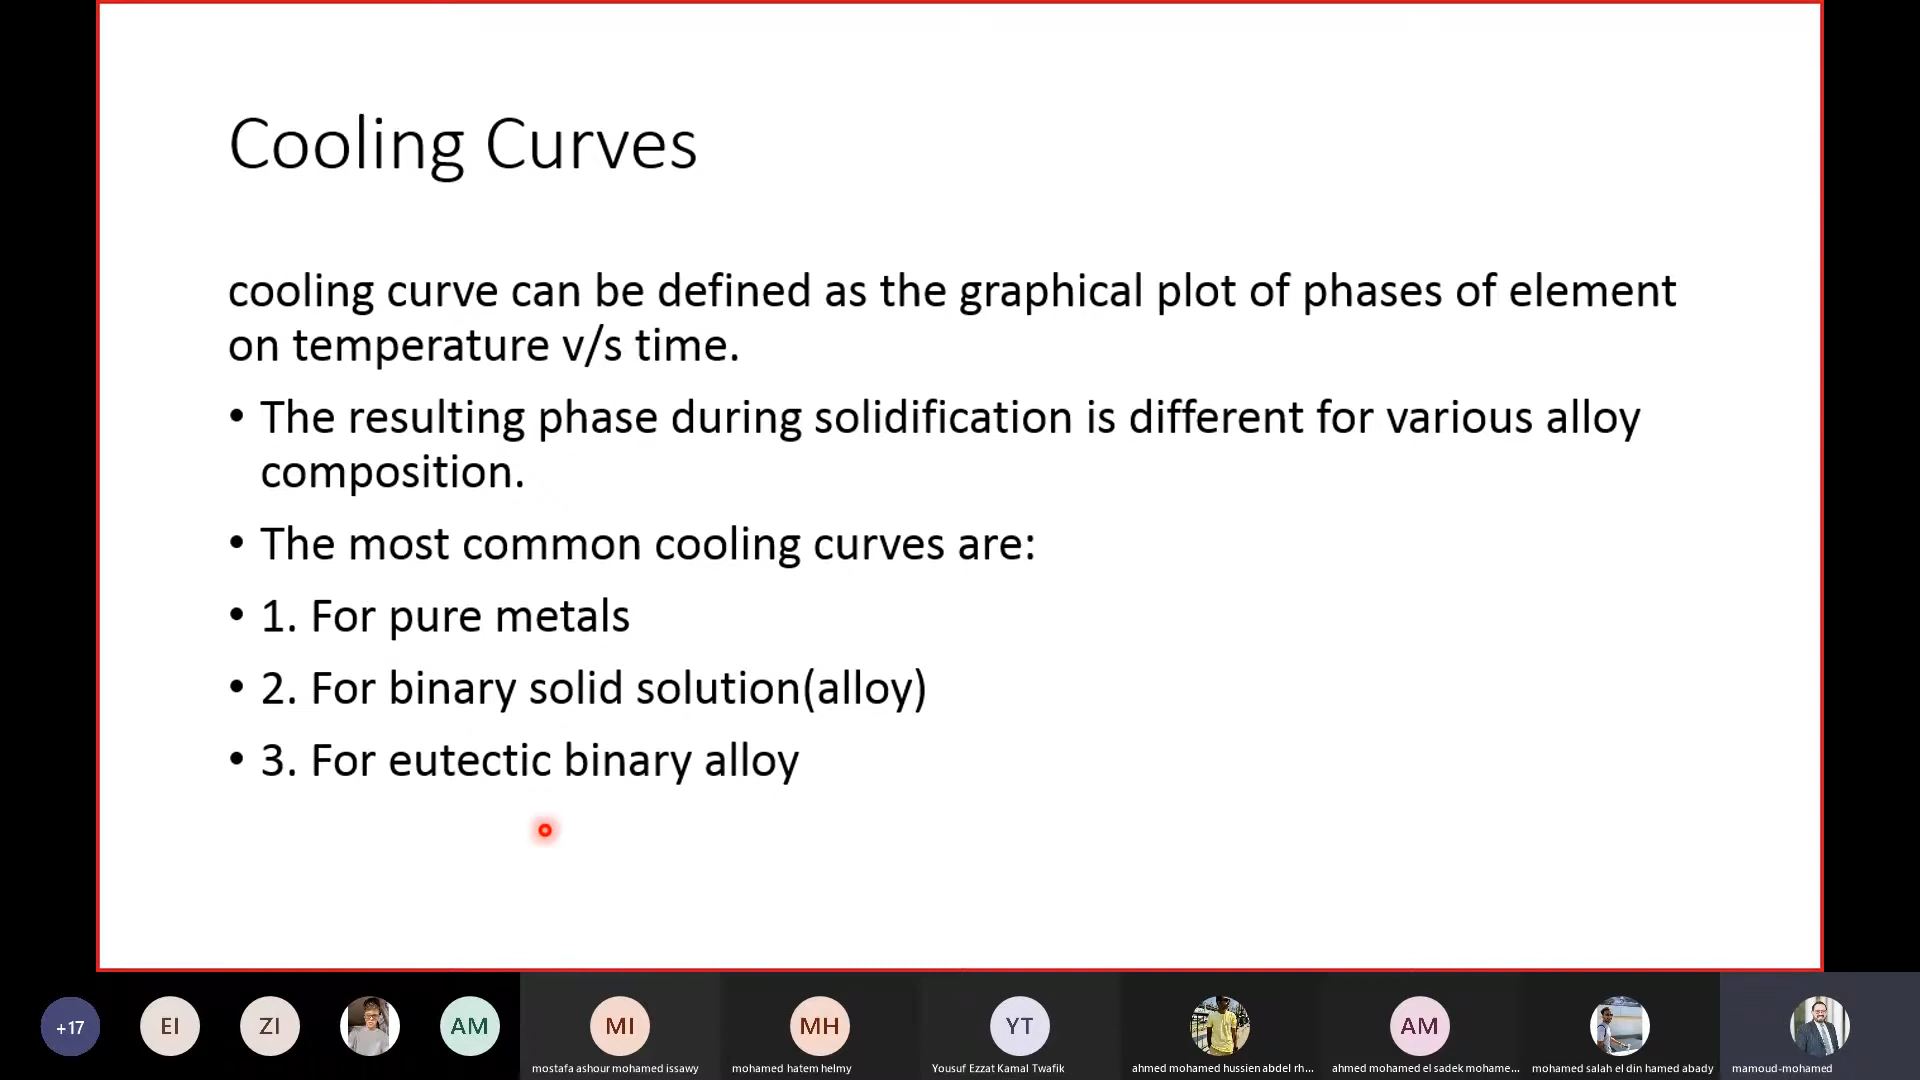 Cooling Curves
cooling curve can be defined as the graphical plot of phases of element
on temperature v/s time.
• The resulting phase during solidification is different for various alloy
composition.
• The most common cooling curves are:
• 1. For pure metals
• 2. For binary solid solution(alloy)
• 3. For eutectic binary alloy
+17 EI ZI AM MI MH YT AM
mostafa ashour mohamed issawy mohamed hatem helmy Yousuf Ezzat Kamal Twafik ahmed mohamed hussien abdel rh... ahmed mohamed el sadek mohame... mohamed salah el din hamed abady mamoud-mohamed